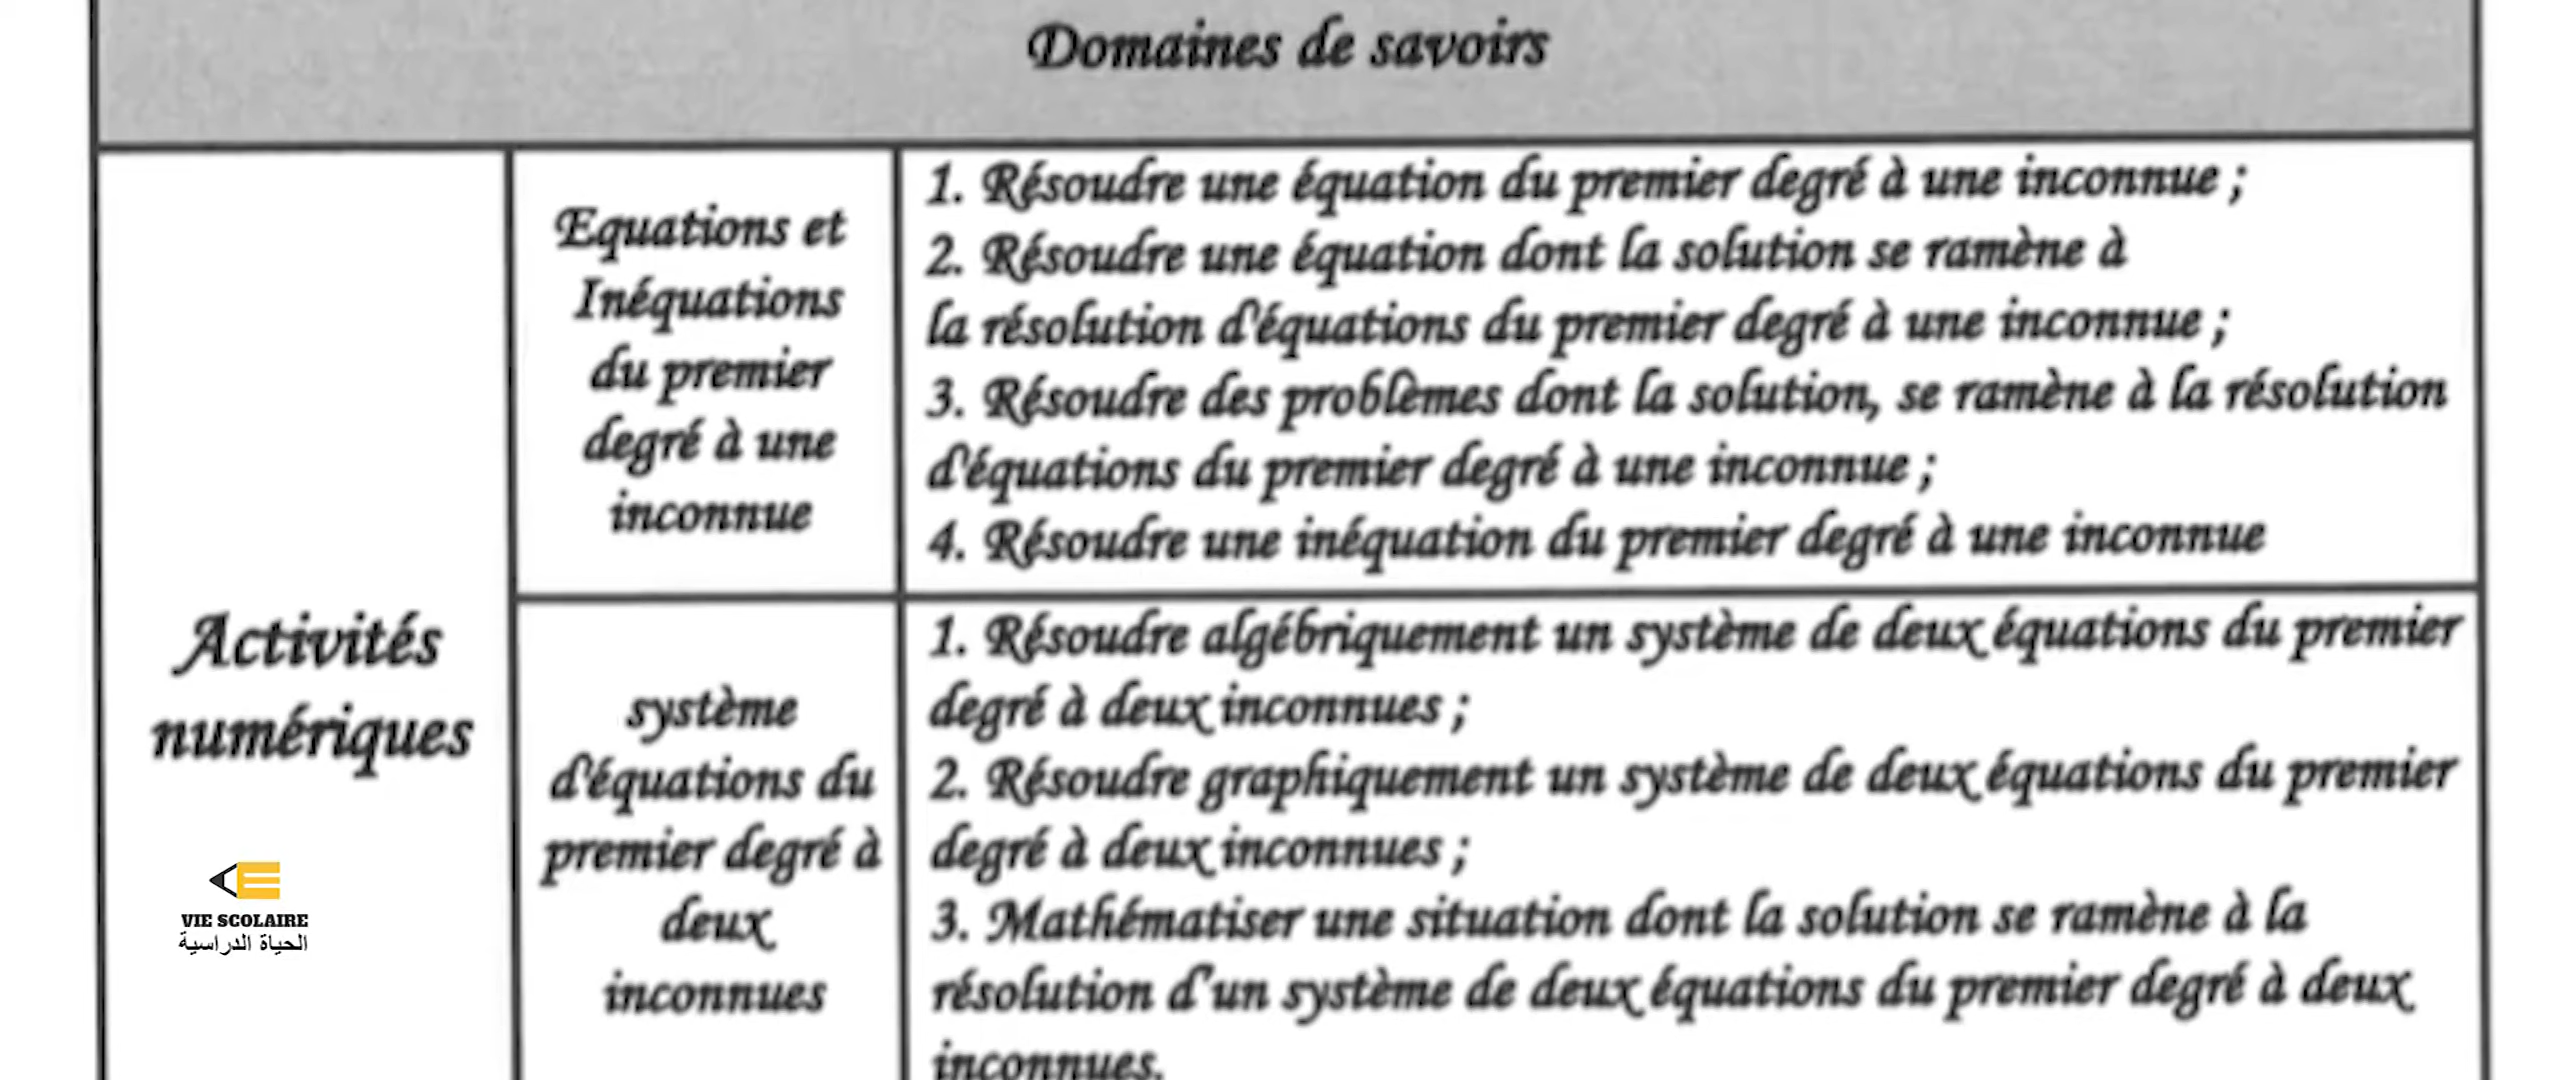 Domaines de savoirs
Activités
numériques
Equations et
Inéquations
du premier
degré à une
inconnue
1. Résoudre une équation du premier degré à une inconnue ;
2. Résoudre une équation dont la solution se ramène à
la résolution d'équations du premier degré à une inconnue ;
3. Résoudre des problèmes dont la solution, se ramène à la résolution
d'équations du premier degré à une inconnue ;
4. Résoudre une inéquation du premier degré à une inconnue
système
d'équations du
premier degré à
deux
inconnues
1. Résoudre algébriquement un système de deux équations du premier
degré à deux inconnues ;
2. Résoudre graphiquement un système de deux équations du premier
degré à deux inconnues ;
3. Mathématiser une situation dont la solution se ramène à la
résolution d'un système de deux équations du premier degré à deux
inconnues.
VIE SCOLAIRE
الحياة الدراسية